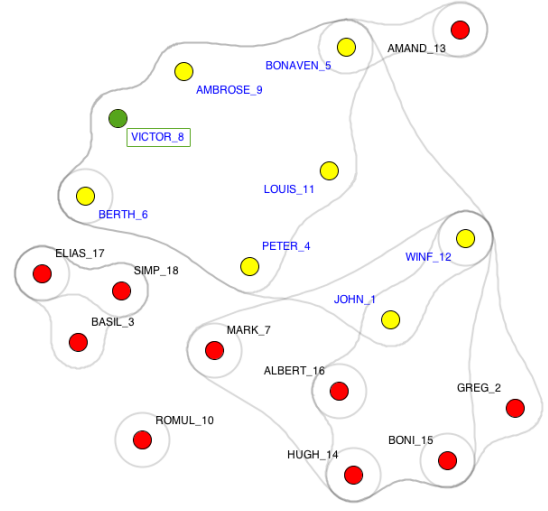 AMAND_13
BONAVEN_5
AMBROSE_9
VICTOR_8
LOUIS_11
BERTH_6
PETER_4
WINF_12
ELIAS_17
SIMP_18
JOHN_1
BASIL_3
MARK_7
ALBERT_16
GREG_2
ROMUL_10
BONI_15
HUGH_14